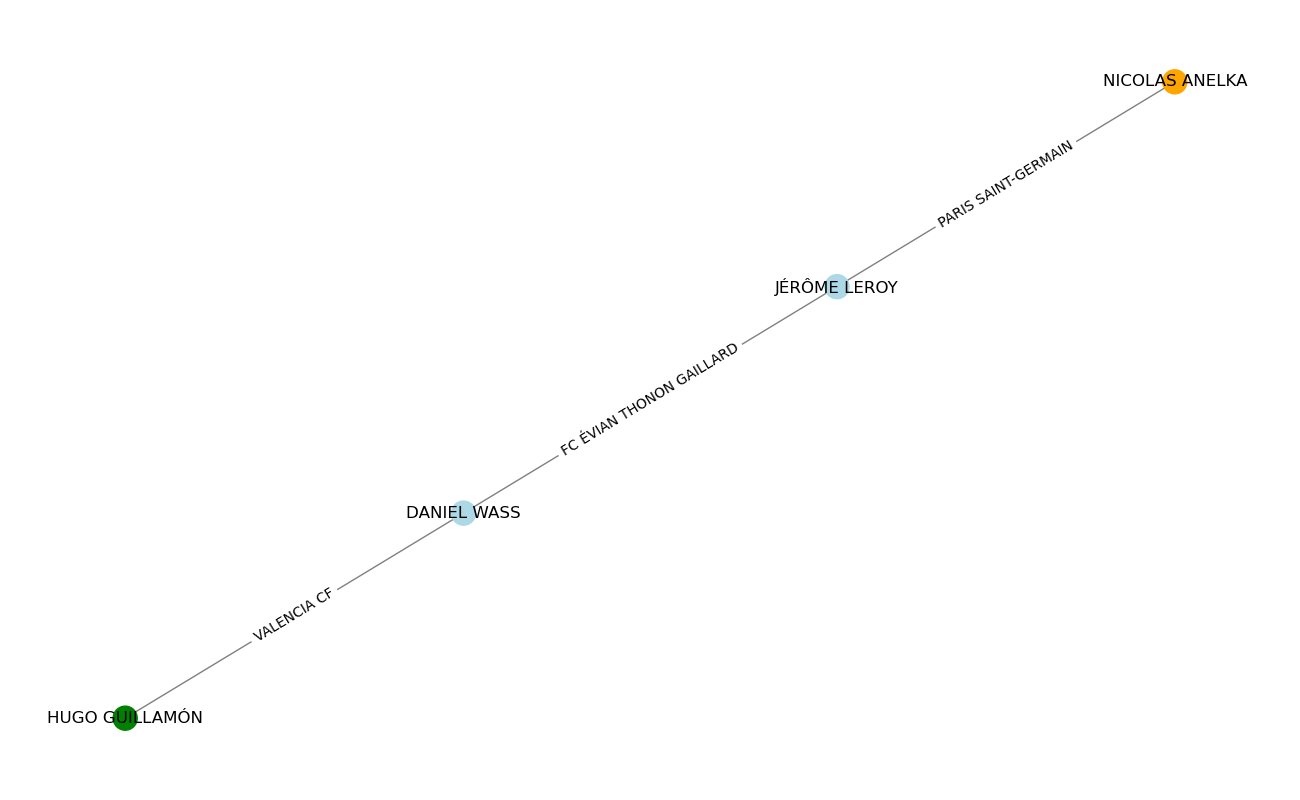 NICOLAS ANELKA
PARIS SAINT-GERMAIN
JÉRÔME LEROY
FC ÉVIAN THONON GAILLARD
DANIEL WASS
VALENCIA CF
HUGO GUILLAMÓN